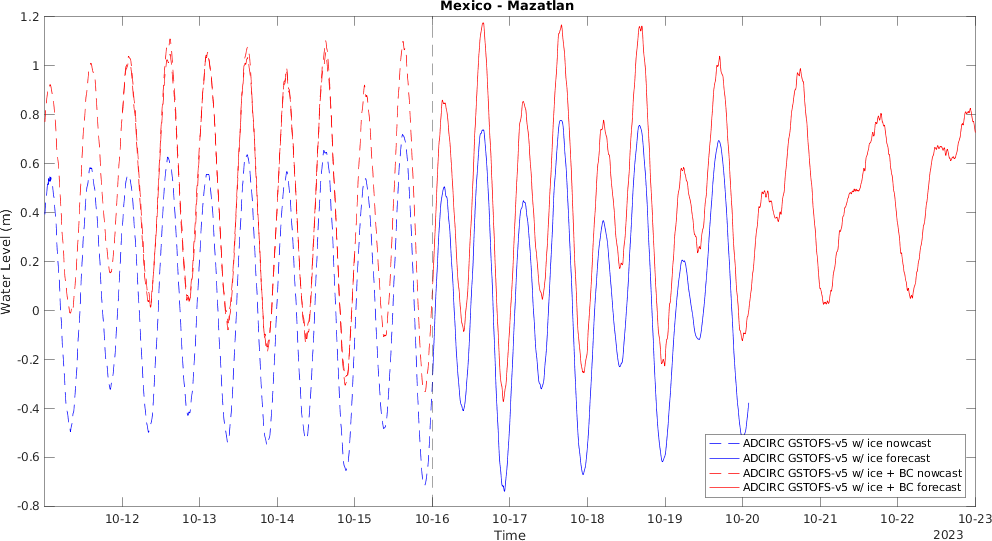 Mexico - Mazatlan
1.2
1
0.8
0.6
0.4
0.2
0
-0.2
-0.4
-0.6
-0.8
Water Level (m)
ADCIRC GSTOFS-v5 w/ ice nowcast
ADCIRC GSTOFS-v5 w/ ice forecast
ADCIRC GSTOFS-v5 w/ ice + BC nowcast
ADCIRC GSTOFS-v5 w/ ice + BC forecast
10-12 10-13 10-14 10-15 10-16 10-17 10-18 10-19 10-20 10-21 10-22 10-23
Time
2023